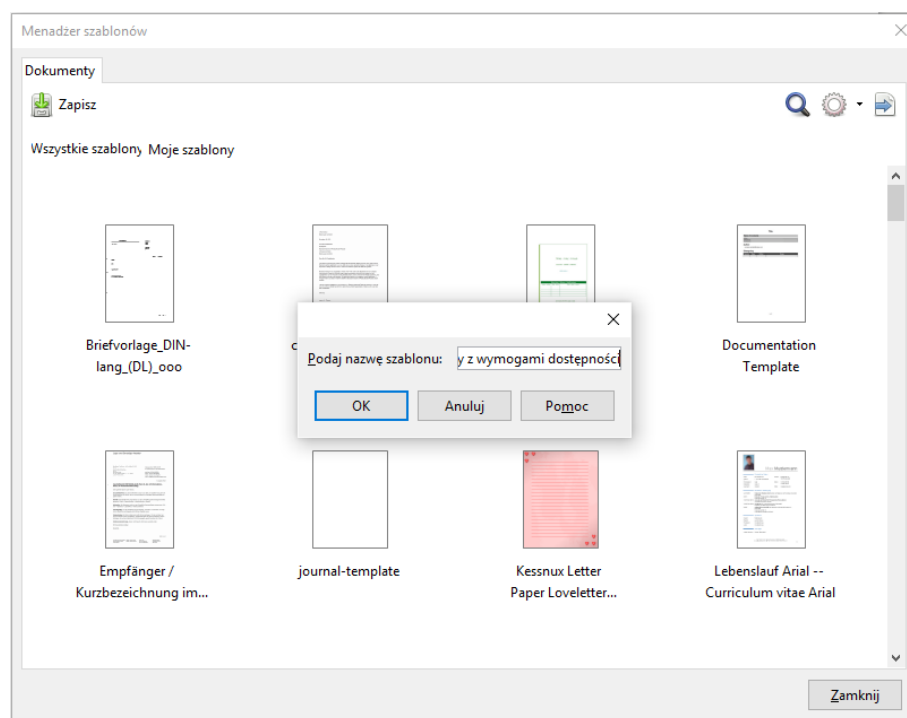 Menadżer szablonów
Dokumenty
Zapisz
Wszystkie szablony Moje szablony
Briefvorlage_DIN-
lang_(DL)_ooo
Documentation
Template
Podaj nazwę szablonu: y z wymogami dostępności
OK Anuluj Pomoc
Empfänger /
Kurzbezeichnung im...
journal-template
Kessnux Letter
Paper Loveletter...
Lebenslauf Arial --
Curriculum vitae Arial
Zamknij